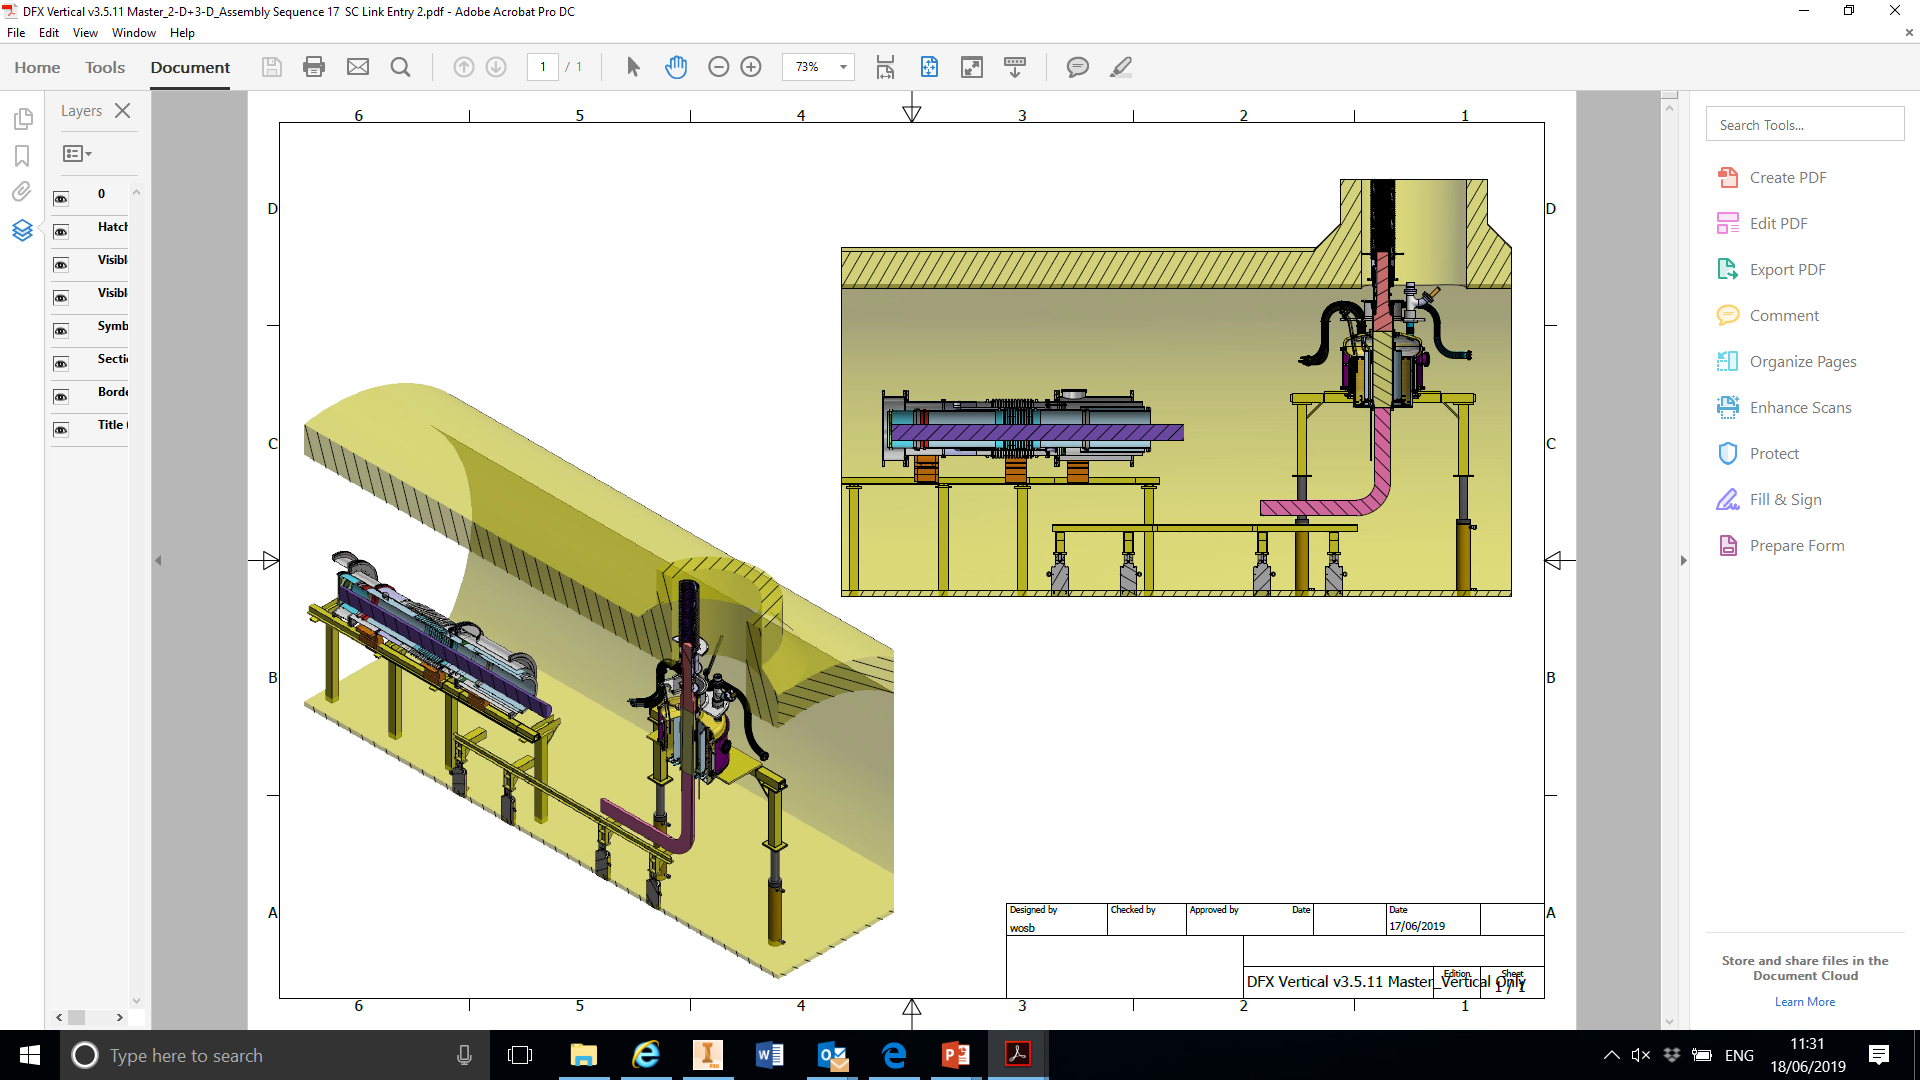 DFX Vertical v3.5.11 Master_2-D+3-D_Assembly Sequence 17 SC Link Entry 2.pdf - Adobe Acrobat Pro DC
File Edit View Window Help
Home Tools Document
1 / 1
73%
Layers
0
Hatch
Visibl
Visibl
Symb
Sectio
Borde
Title (
6 5 4 3 2 1
D D
C C
B B
A A
Designed by
wosb
Checked by
Approved by
Date
Date
17/06/2019
DFX Vertical v3.5.11 Master_Vertical Only
Edition
Sheet
1 / 1
6 5 4 3 2 1
Search Tools...
Create PDF
Edit PDF
Export PDF
Comment
Organize Pages
Enhance Scans
Protect
Fill & Sign
Prepare Form
Store and share files in the
Document Cloud
Learn More
Type here to search
ENG
11:31
18/06/2019